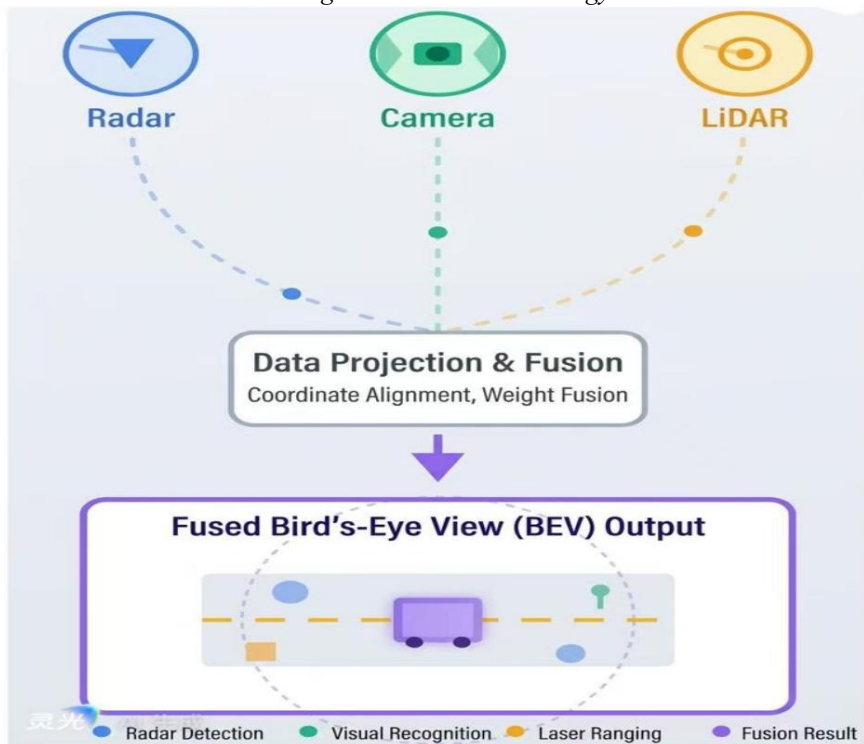 Radar Camera LiDAR
Data Projection & Fusion
Coordinate Alignment, Weight Fusion
Fused Bird's-Eye View (BEV) Output
灵光
Radar Detection Visual Recognition Laser Ranging Fusion Result